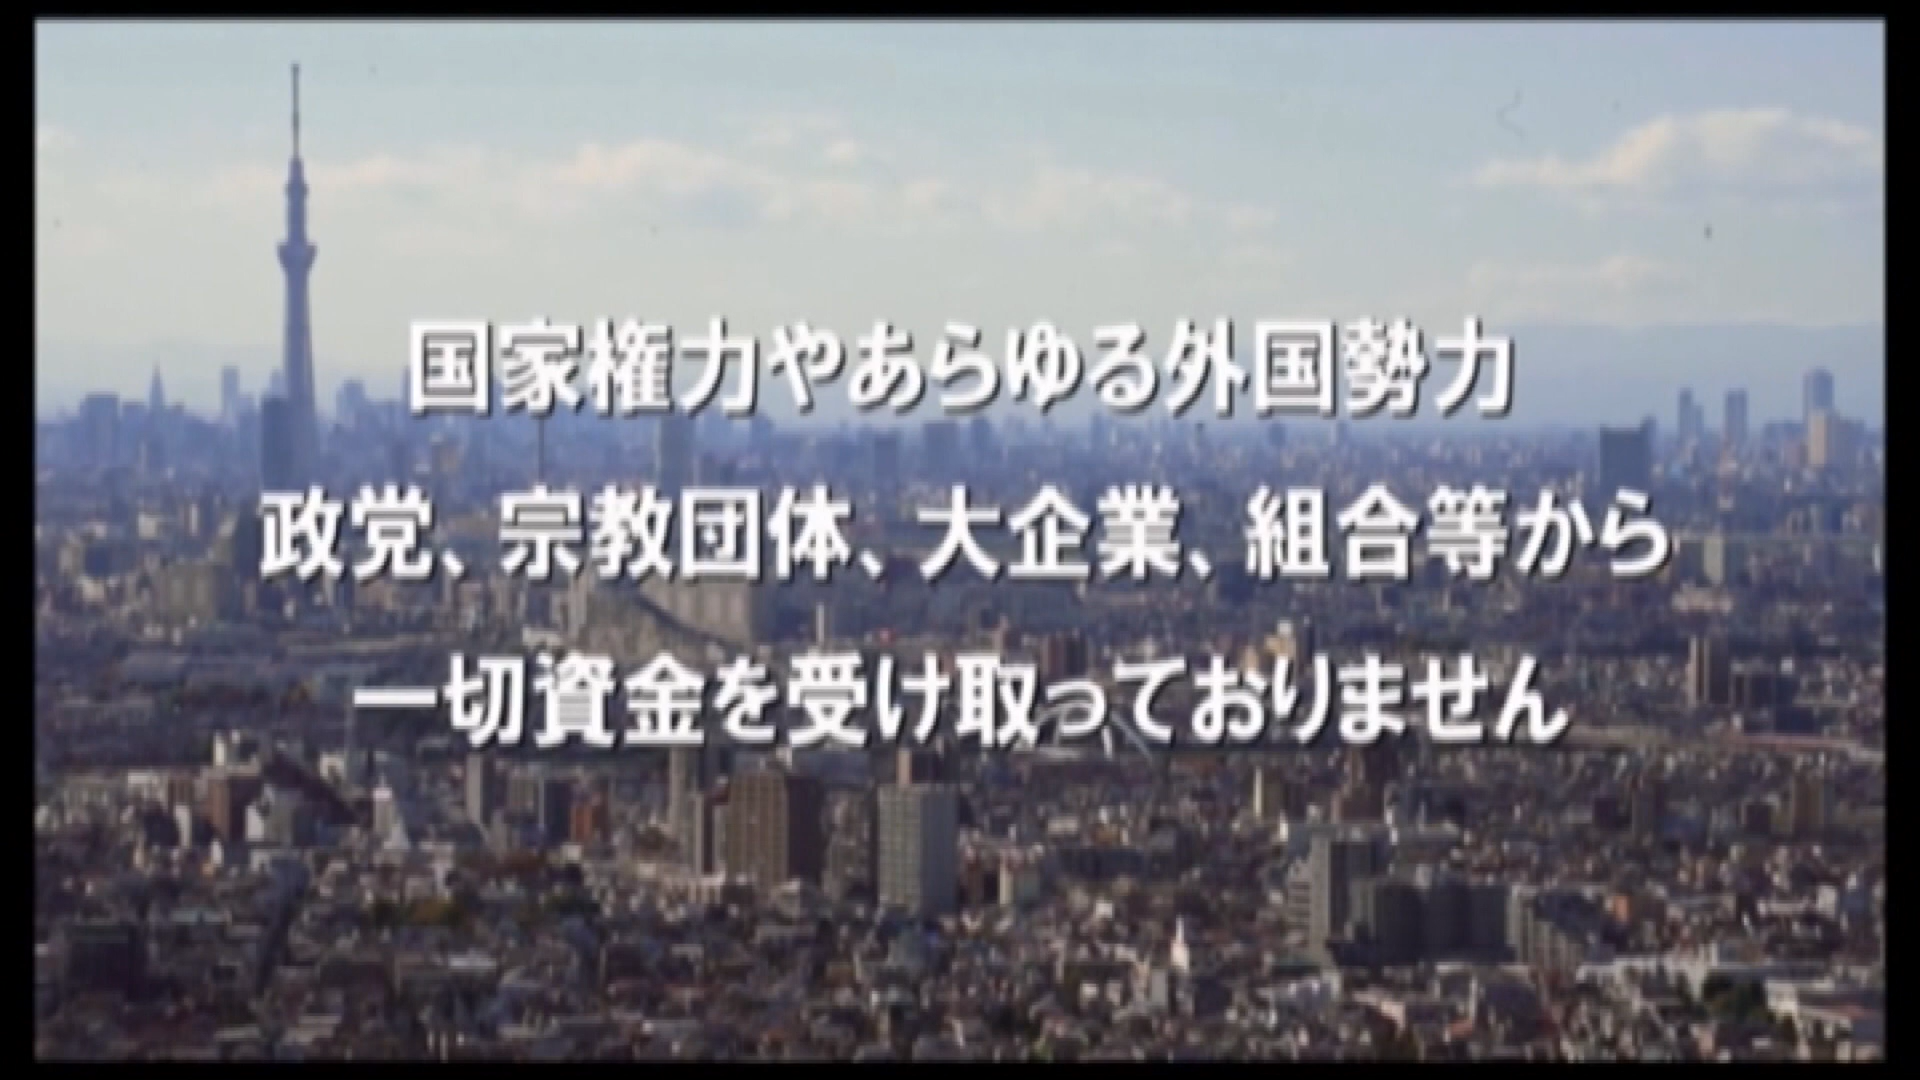 国家権力やあらゆる外国勢力
政党、宗教団体、大企業、組合等から
一切資金を受け取っておりません